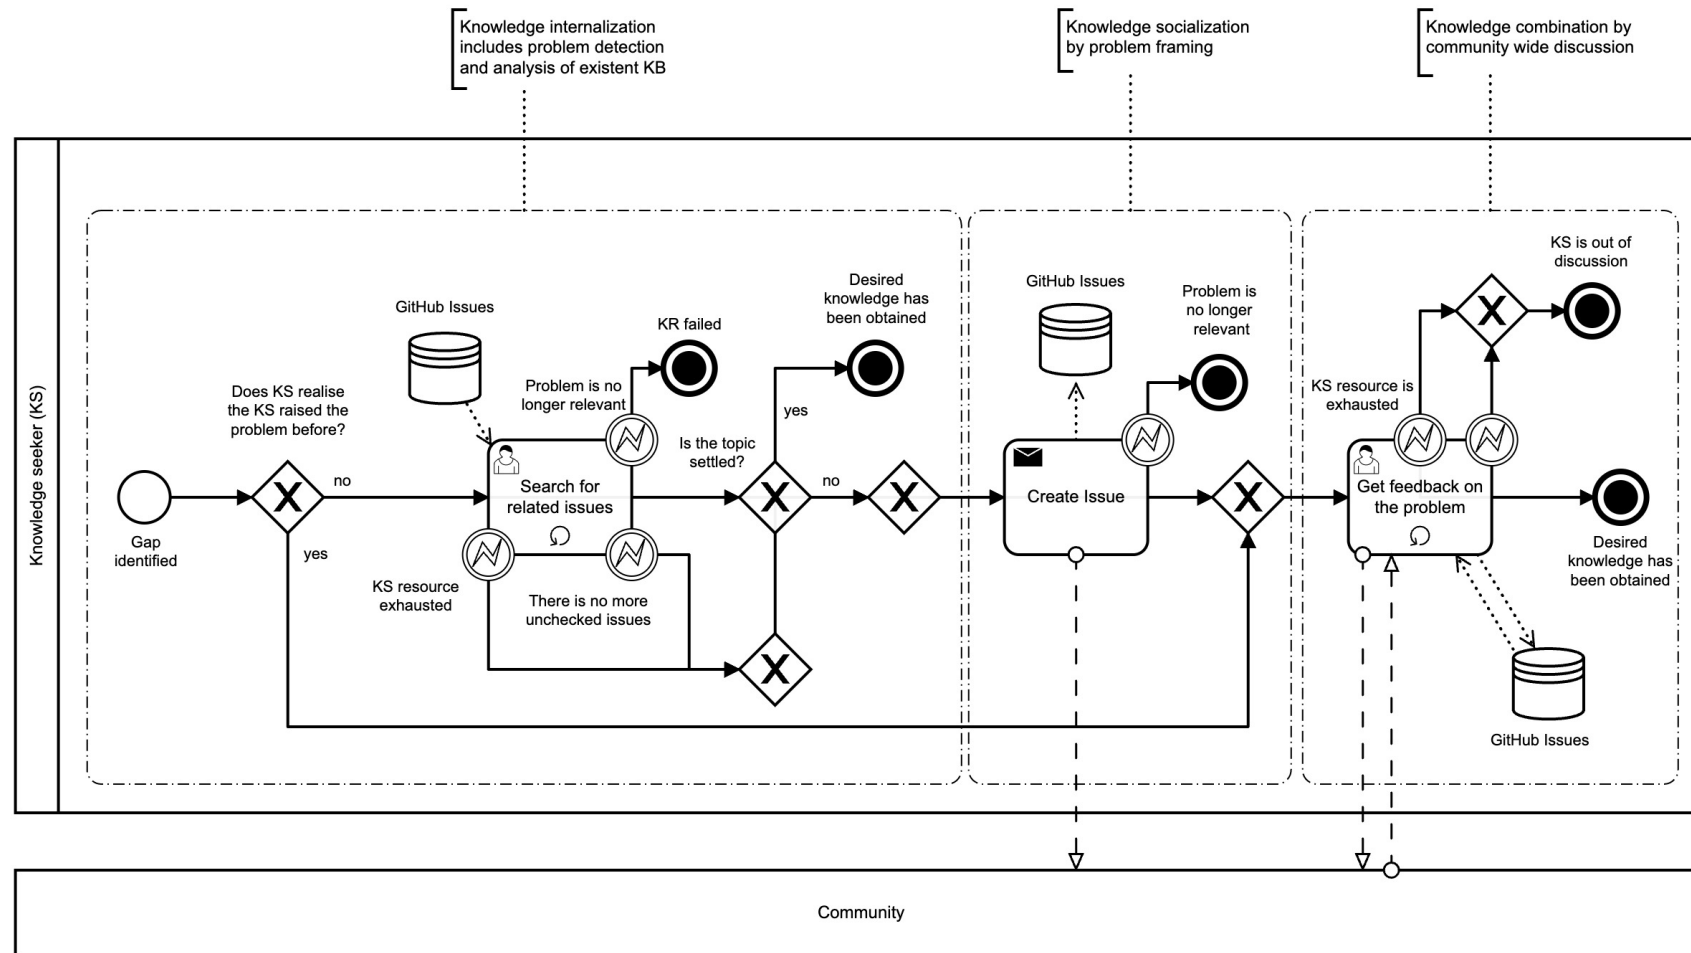 Knowledge internalization
includes problem detection
and analysis of existent KB
Knowledge socialization
by problem framing
Knowledge combination by
community wide discussion
Knowledge seeker (KS)
Gap
identified
Does KS realise
the KS raised the
problem before?
no
yes
GitHub Issues
Search for
related issues
Problem is no
longer relevant
KR failed
KS resource
exhausted
There is no more
unchecked issues
Is the topic
settled?
yes
no
Desired
knowledge has
been obtained
GitHub Issues
Create Issue
Problem is
no longer
relevant
KS resource is
exhausted
Get feedback on
the problem
KS is out of
discussion
Desired
knowledge has
been obtained
GitHub Issues
Community